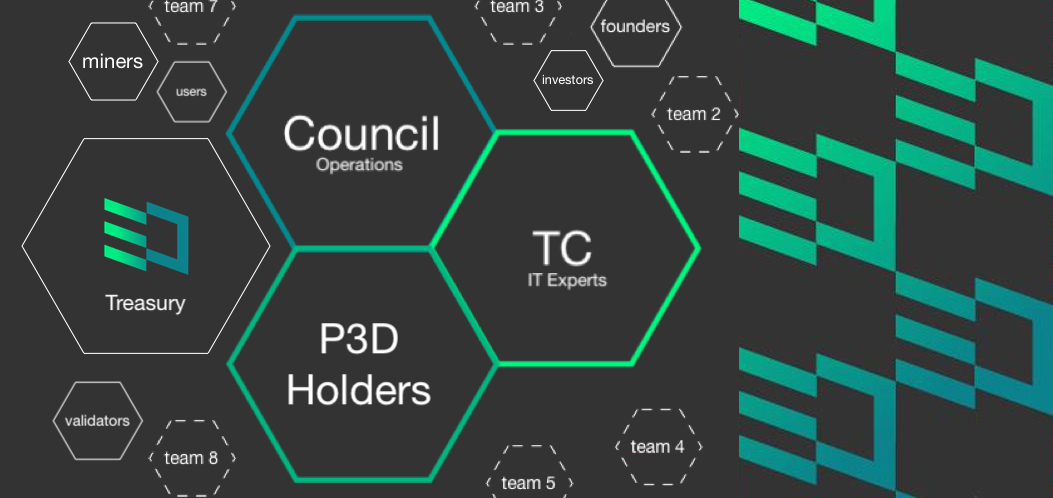 team 7
team 3
founders
miners
investors
users
team 2
Council
Operations
TC
IT Experts
Treasury
P3D
Holders
validators
team 8
team 4
team 5